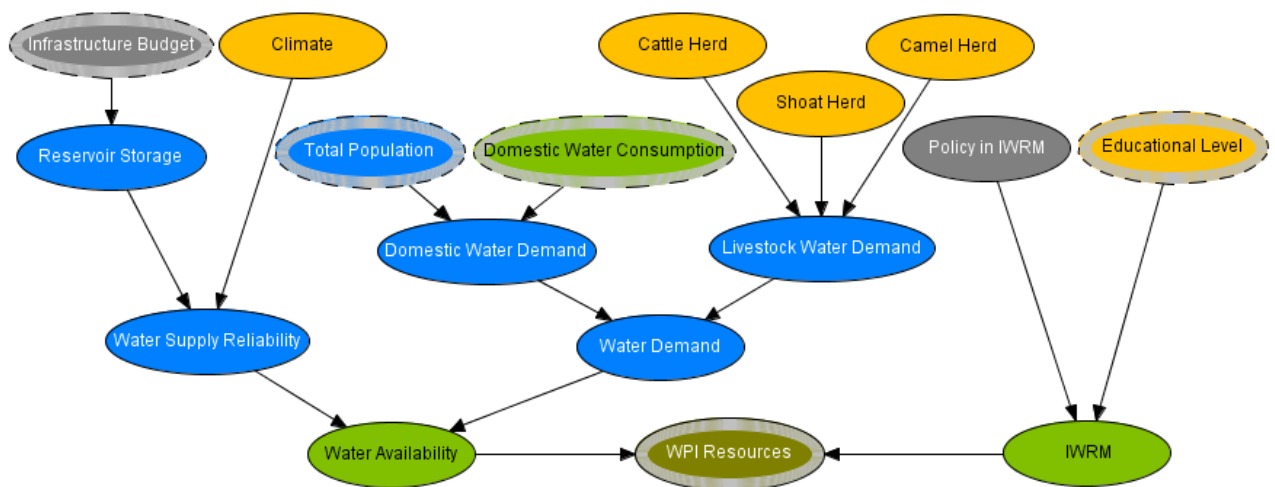 Infrastructure Budget
Climate
Cattle Herd
Camel Herd
Shoat Herd
Reservoir Storage
Total Population
Domestic Water Consumption
Policy in IWRM
Educational Level
Domestic Water Demand
Livestock Water Demand
Water Supply Reliability
Water Demand
Water Availability
WPI Resources
IWRM